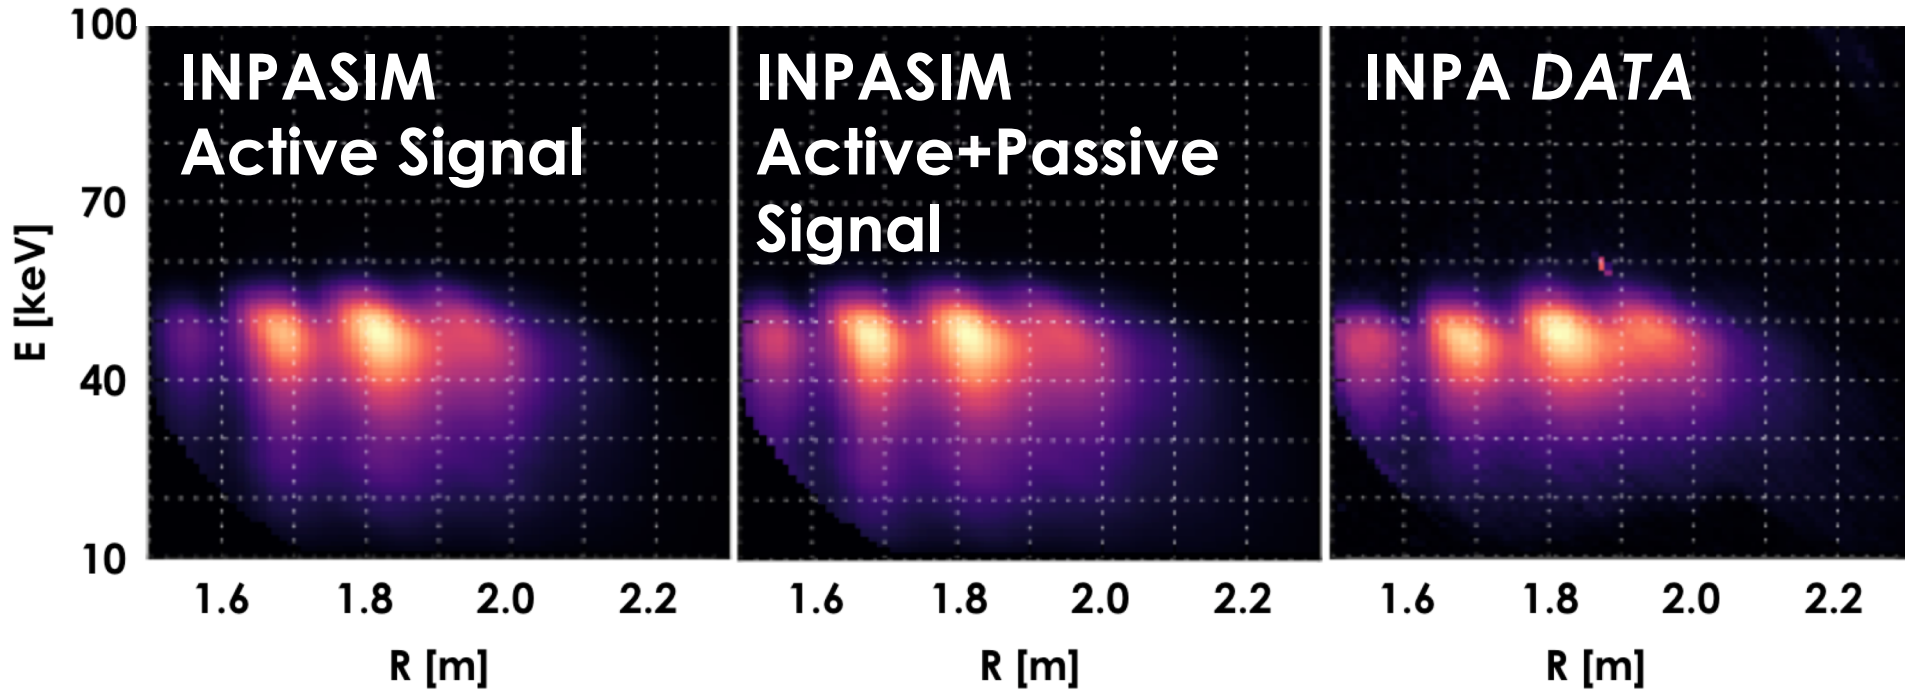 INPASIM
Active Signal
INPASIM
Active+Passive
Signal
INPA DATA
E [keV]
100
70
40
10
1.6 1.8 2.0 2.2
R [m]
1.6 1.8 2.0 2.2
R [m]
1.6 1.8 2.0 2.2
R [m]